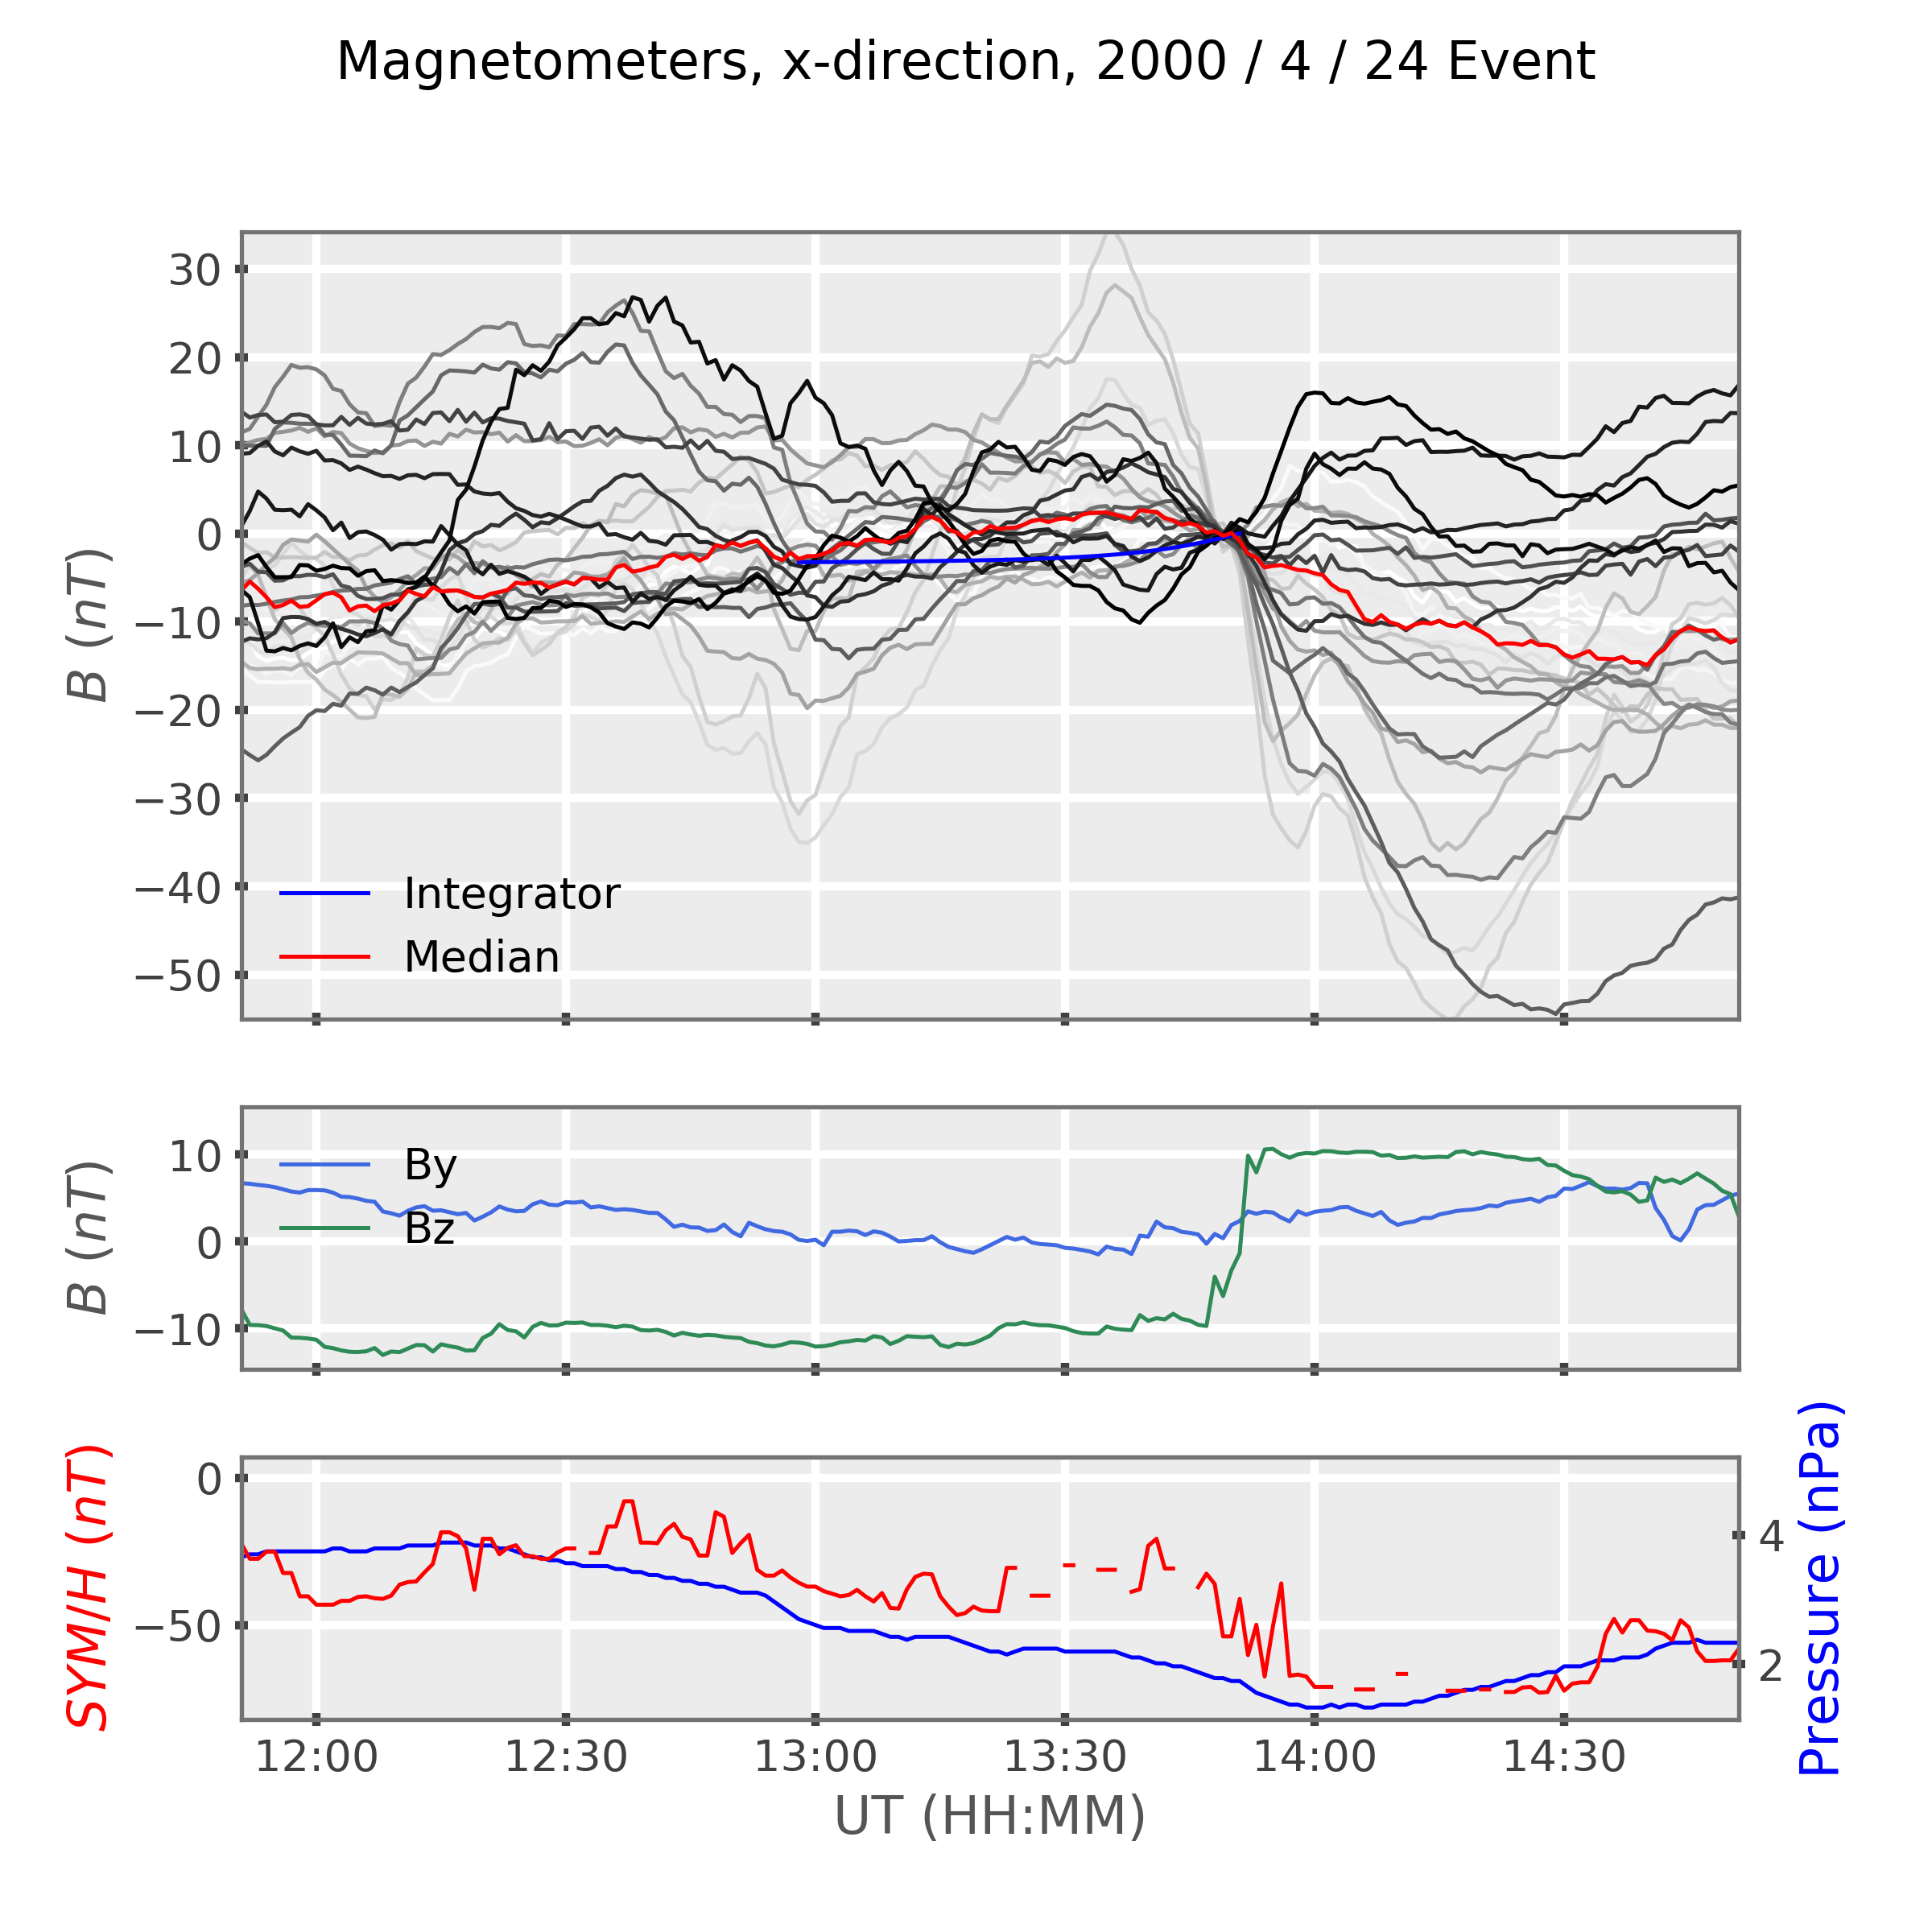 Magnetometers, x-direction, 2000 / 4 / 24 Event
B (nT)
30
20
10
0
−10
−20
−30
−40
−50
Integrator
Median
B (nT)
10
0
−10
By
Bz
SYM/H (nT)
0
−50
4
2
Pressure (nPa)
12:00 12:30 13:00 13:30 14:00 14:30
UT (HH:MM)